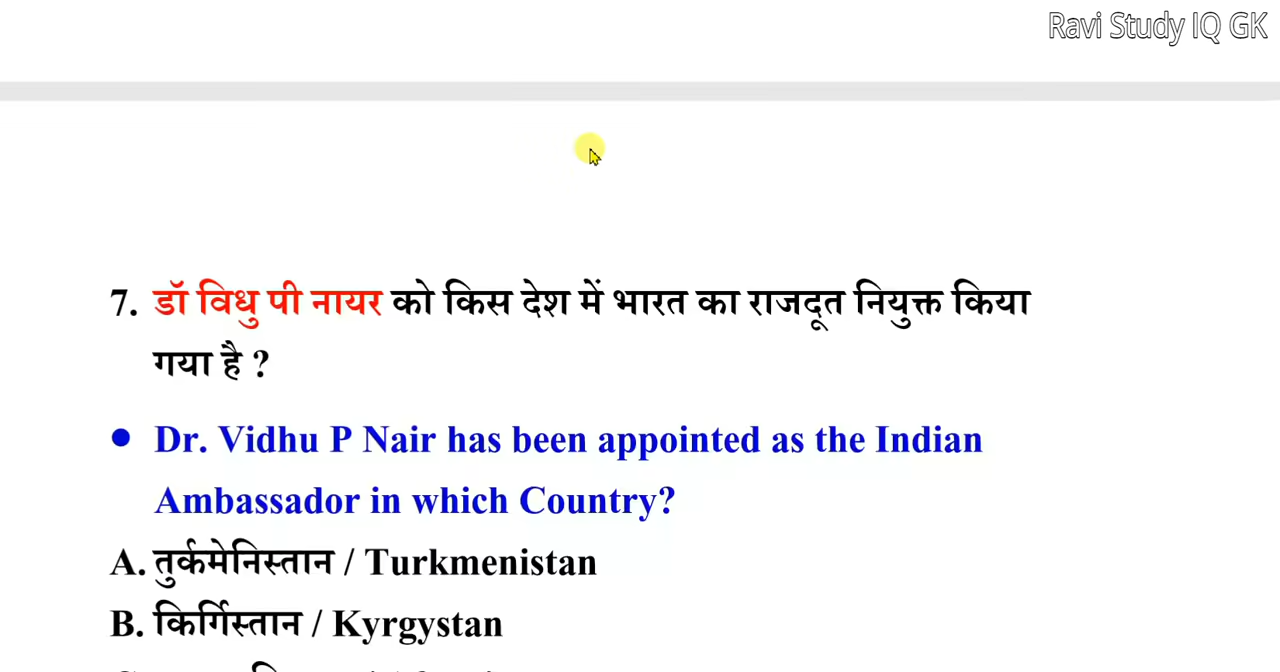 Ravi Study IQ GK
7. डॉ विधु पी नायर को किस देश में भारत का राजदूत नियुक्त किया
गया है ?
• Dr. Vidhu P Nair has been appointed as the Indian
Ambassador in which Country?
A. तुर्कमेनिस्तान / Turkmenistan
B. किर्गिस्तान / Kyrgystan